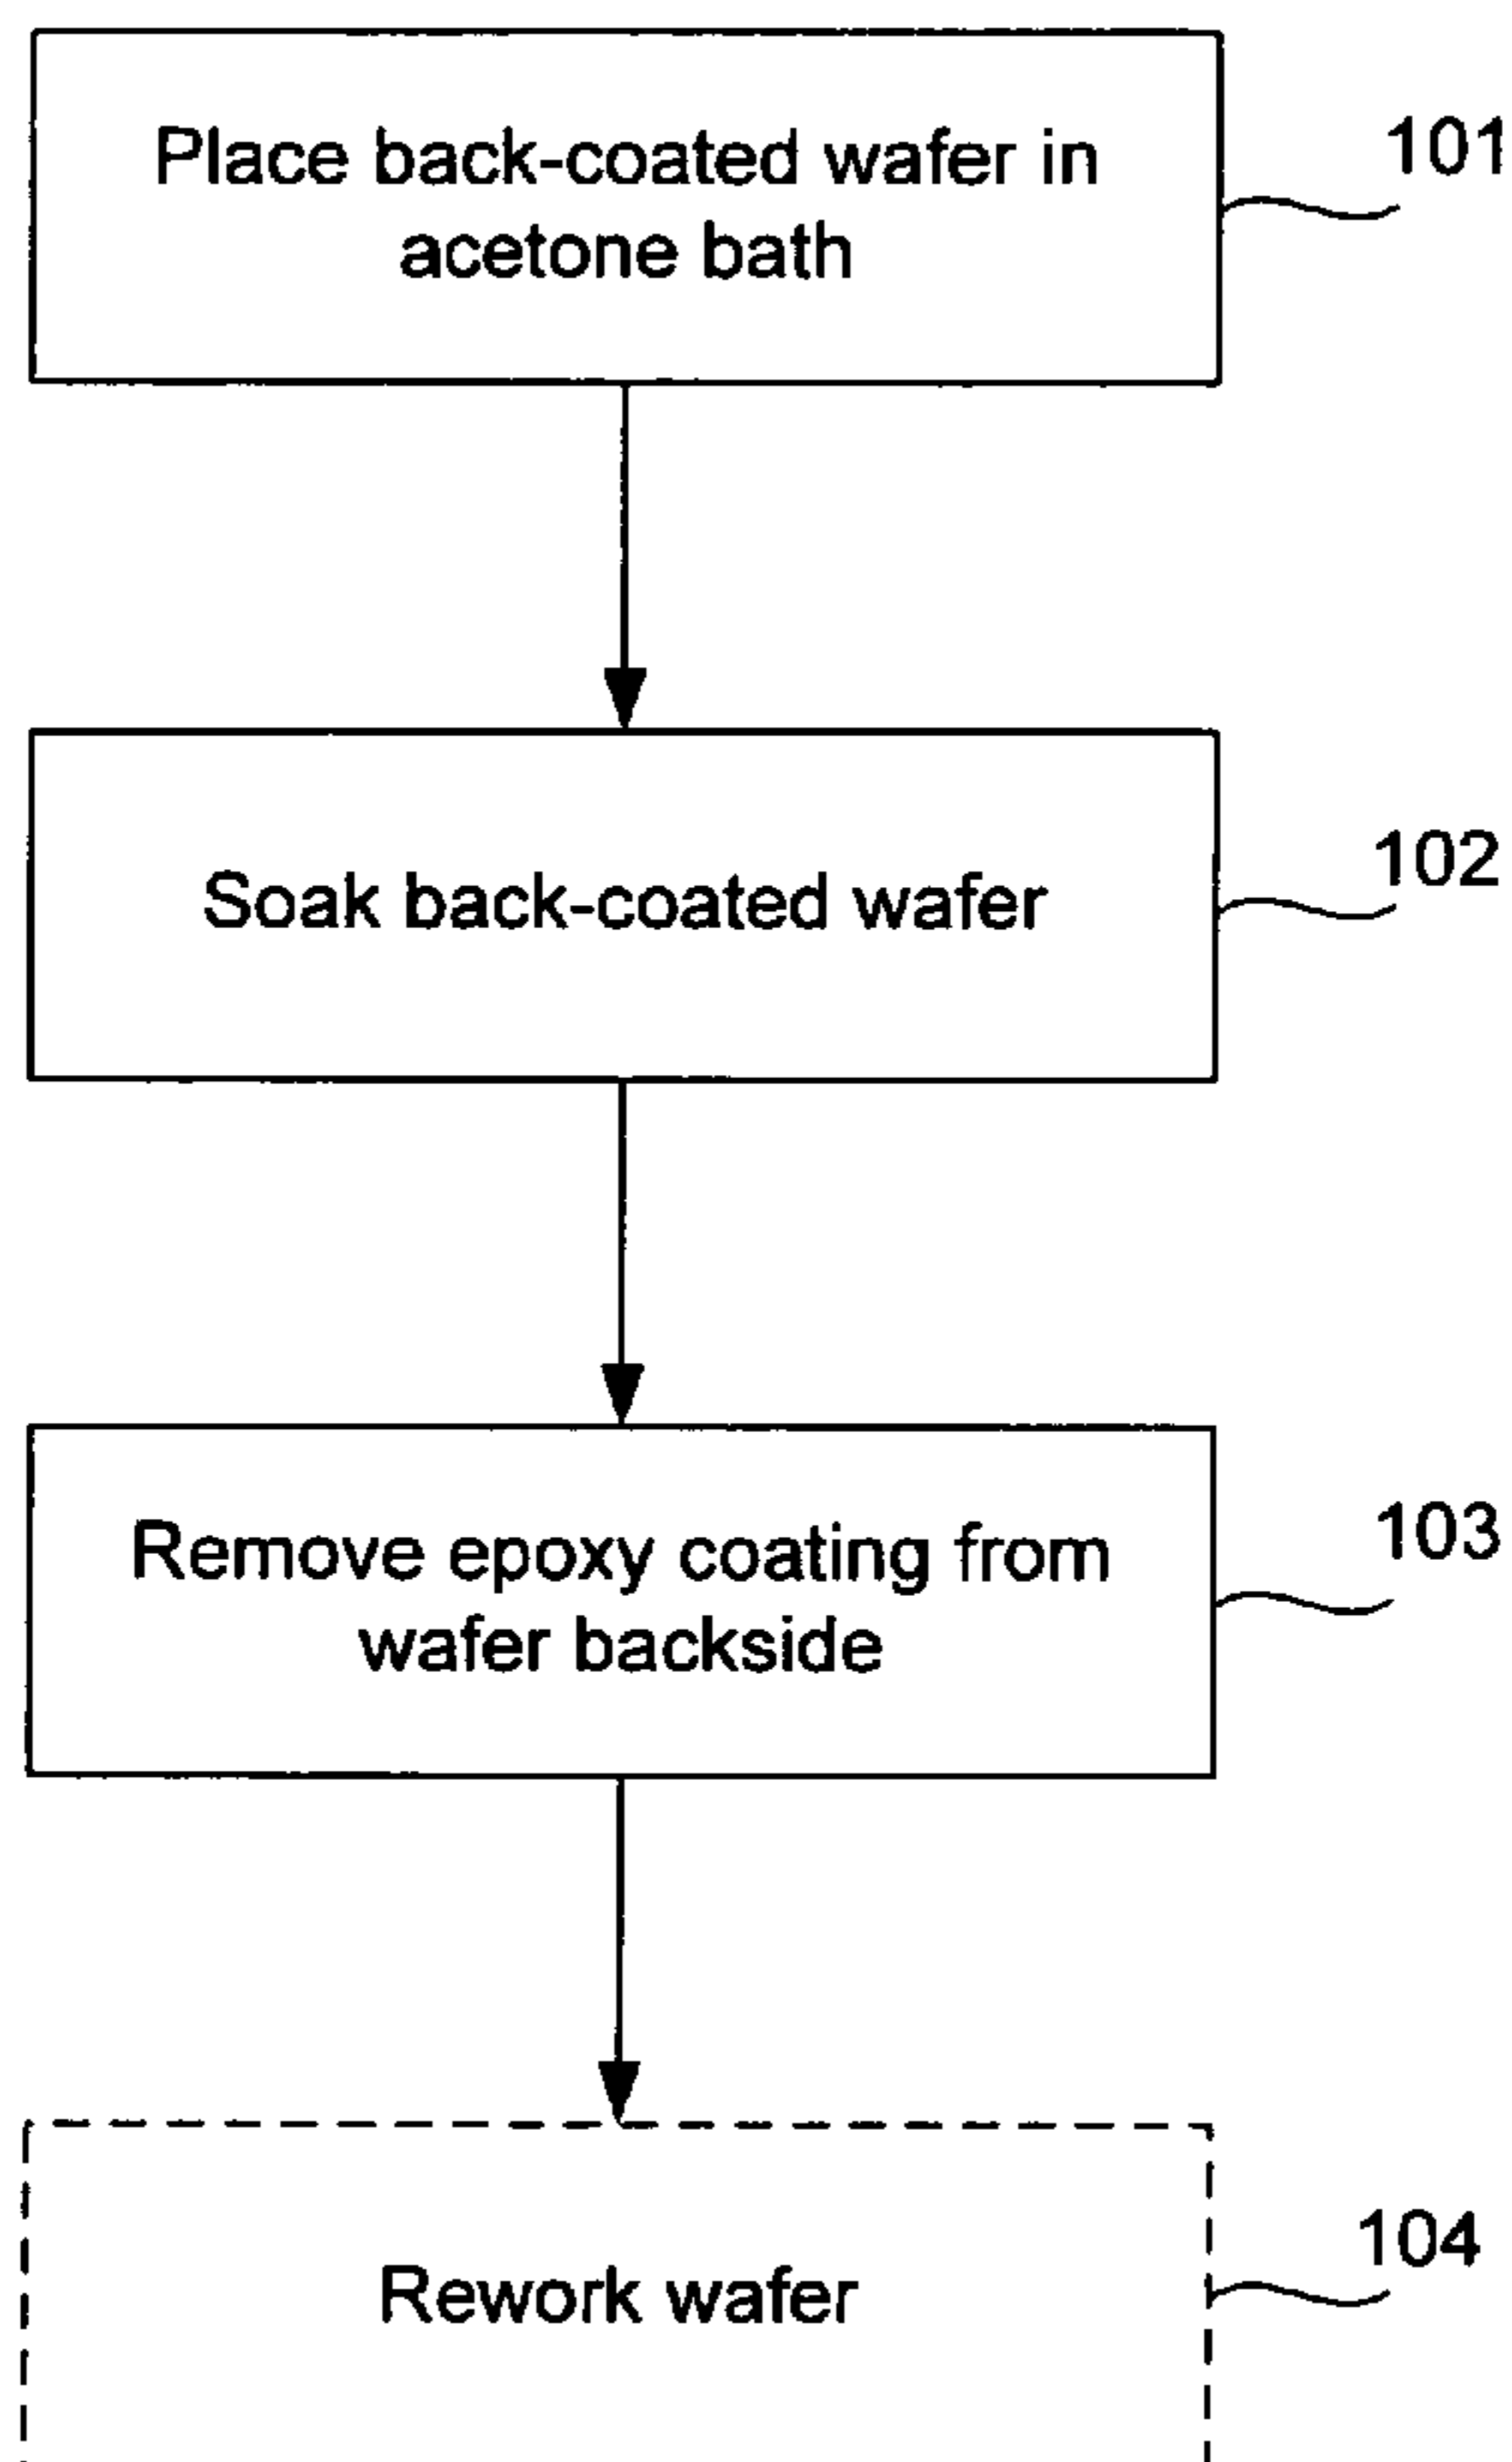 Place back-coated wafer in
acetone bath
101
Soak back-coated wafer
102
Remove epoxy coating from
wafer backside
103
Rework wafer
104